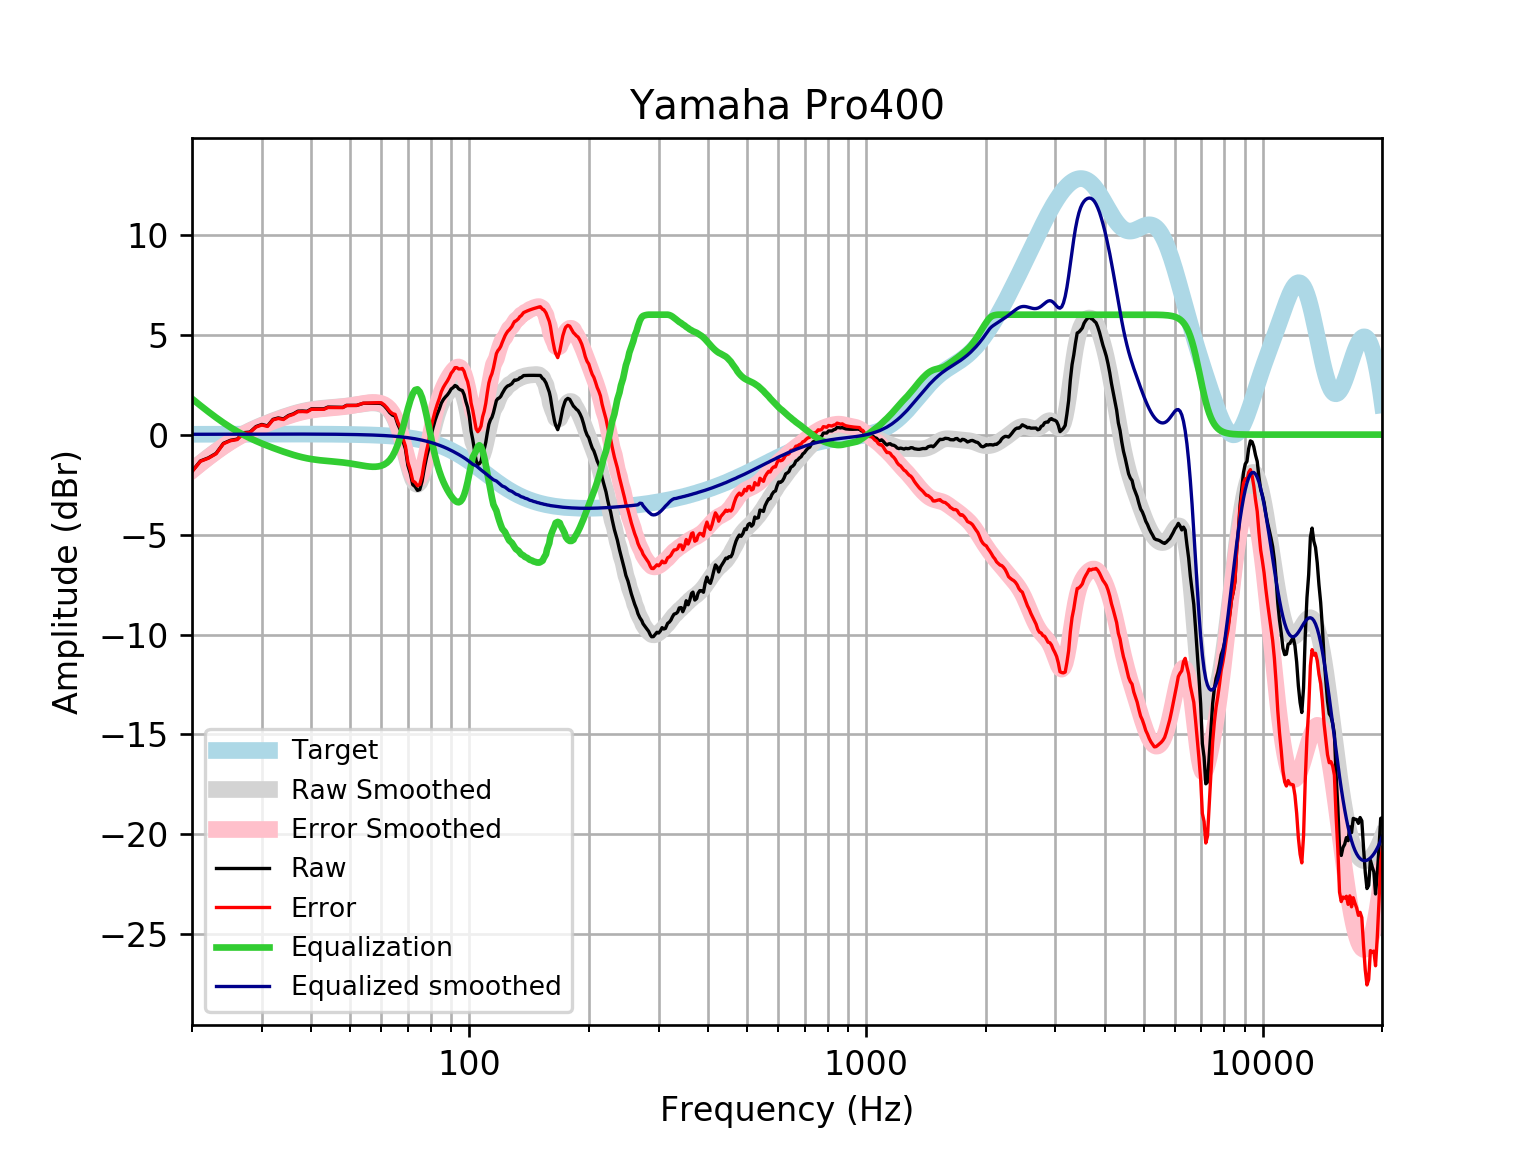 Yamaha Pro400
Amplitude (dBr)
10
5
0
−5
−10
−15
−20
−25
Target
Raw Smoothed
Error Smoothed
Raw
Error
Equalization
Equalized smoothed
100
1000
10000
Frequency (Hz)